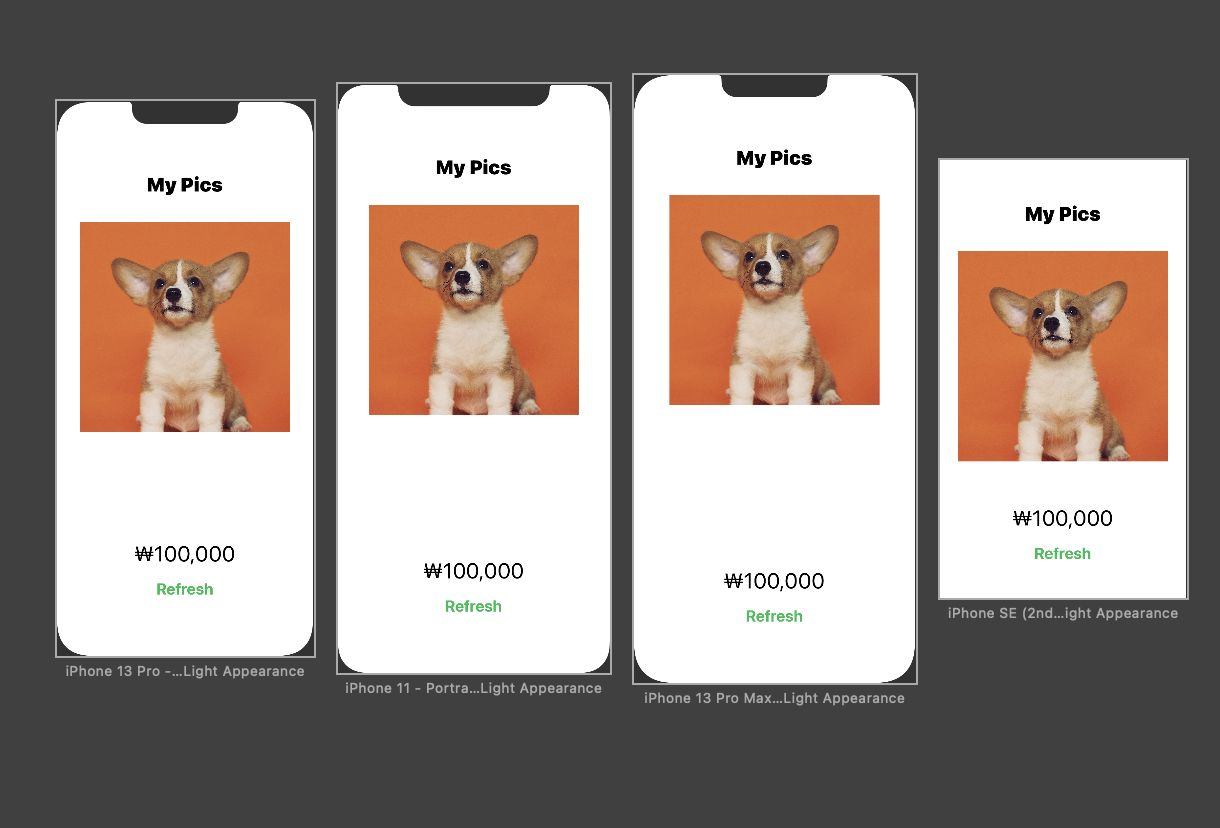 My Pics
₩100,000
Refresh
iPhone 13 Pro -...Light Appearance
My Pics
₩100,000
Refresh
iPhone 11 - Portra...Light Appearance
My Pics
₩100,000
Refresh
iPhone 13 Pro Max...Light Appearance
My Pics
₩100,000
Refresh
iPhone SE (2nd...ight Appearance